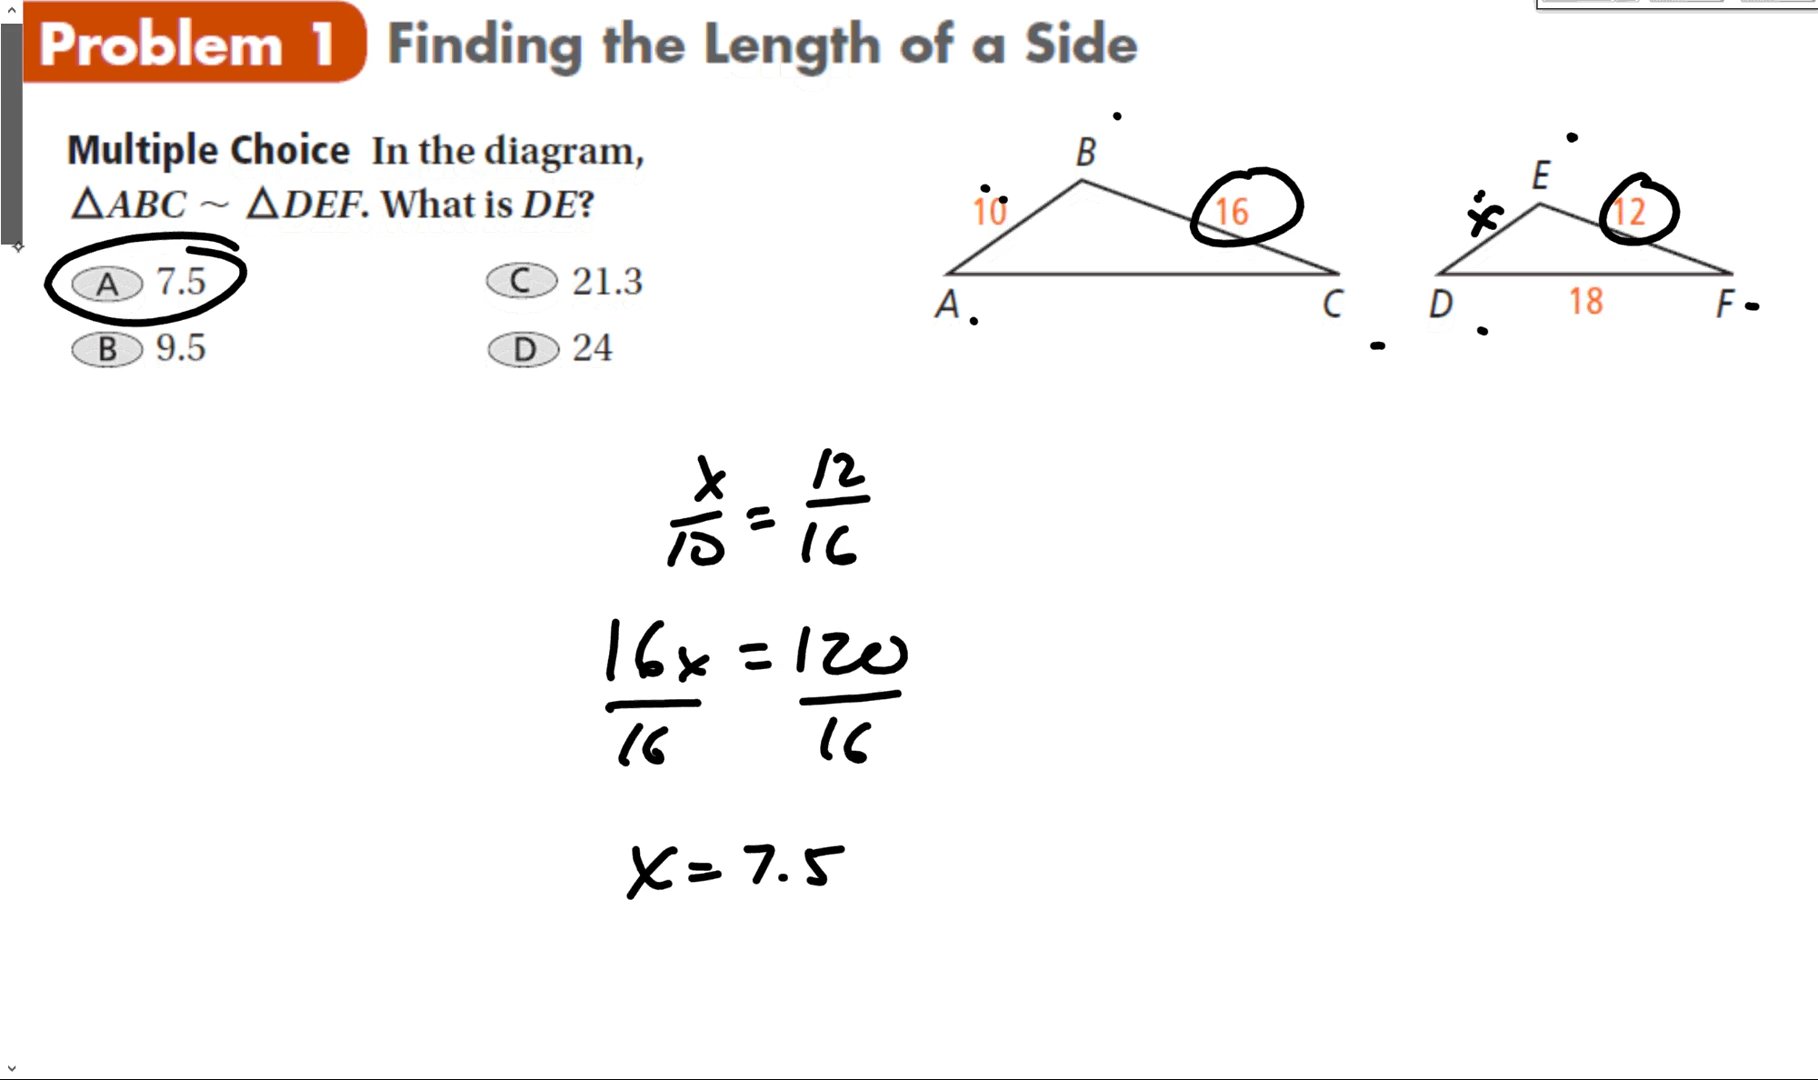 Problem 1 Finding the Length of a Side
Multiple Choice In the diagram,
△ABC ~ △DEF. What is DE?
A 7.5
C 21.3
B 9.5
D 24
B
10
16
A
C
E
x
12
D
18
F
x/10 = 12/16
16x/16 = 120/16
x = 7.5